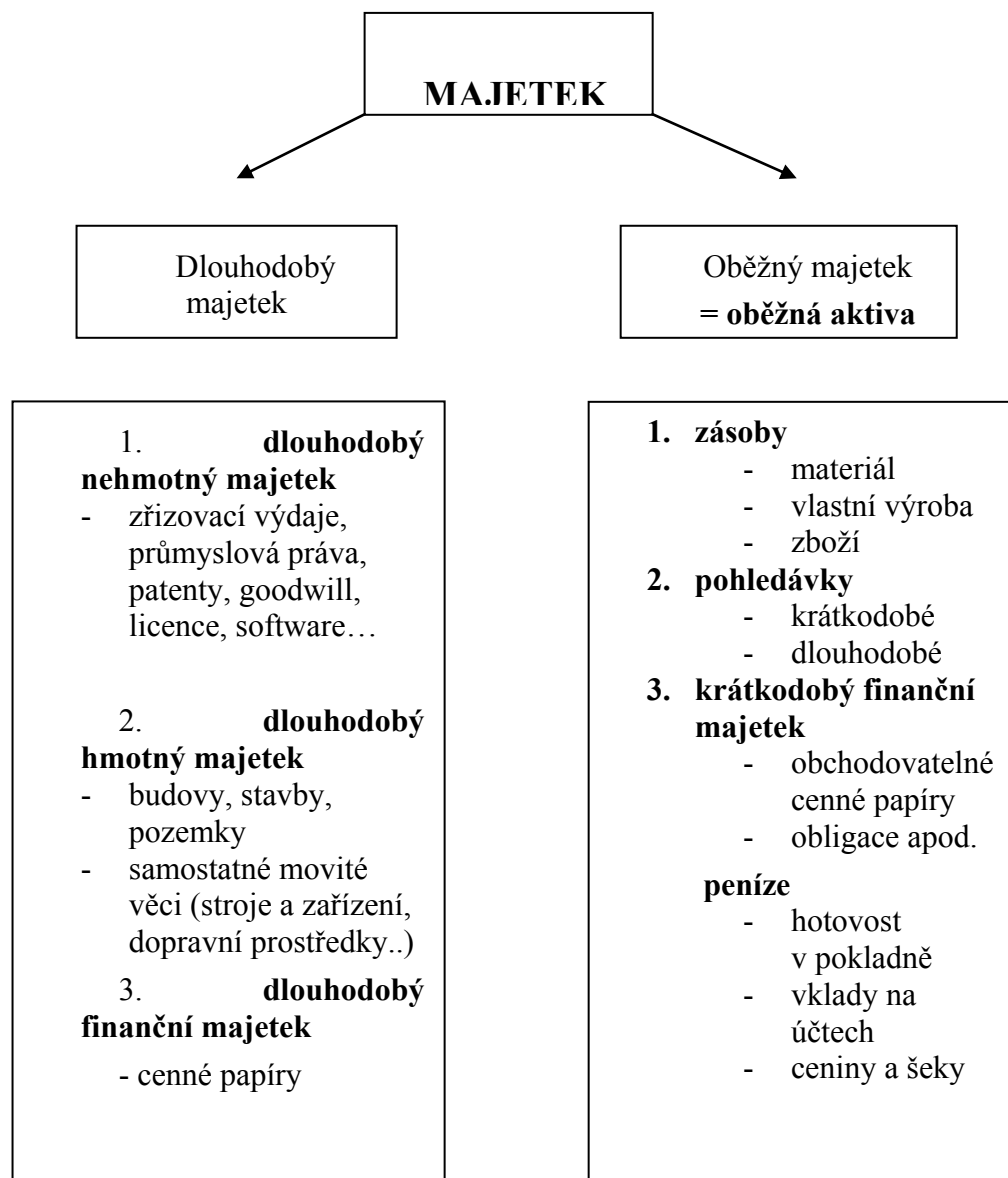 MAJETEK
Dlouhodobý
majetek
Oběžný majetek
= oběžná aktiva
1. dlouhodobý
nehmotný majetek
- zřizovací výdaje,
průmyslová práva,
patenty, goodwill,
licence, software…
2. dlouhodobý
hmotný majetek
- budovy, stavby,
pozemky
- samostatné movité
věci (stroje a zařízení,
dopravní prostředky..)
3. dlouhodobý
finanční majetek
- cenné papíry
1. zásoby
- materiál
- vlastní výroba
- zboží
2. pohledávky
- krátkodobé
- dlouhodobé
3. krátkodobý finanční
majetek
- obchodovatelné
cenné papíry
- obligace apod.
peníze
- hotovost
v pokladně
- vklady na
účtech
- ceniny a šeky